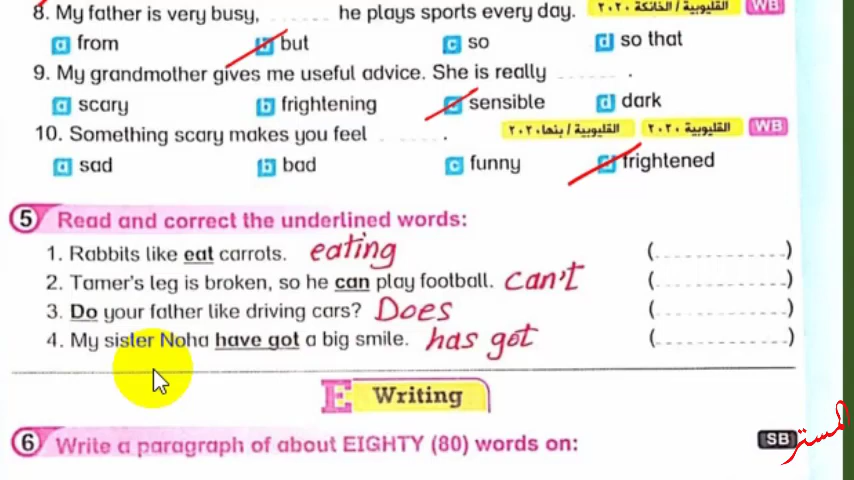 8. My father is very busy, ...... he plays sports every day. القليوبية / الخانكة ٢٠٢٠ WB
a from b but c so d so that
9. My grandmother gives me useful advice. She is really ...... .
a scary b frightening c sensible d dark
10. Something scary makes you feel ...... . القليوبية / بنها ٢٠٢٠ القليوبية ٢٠٢٠ WB
a sad b bad c funny d frightened
5 Read and correct the underlined words:
1. Rabbits like eat carrots. eating (..................)
2. Tamer's leg is broken, so he can play football. can't (..................)
3. Do your father like driving cars? Does (..................)
4. My sister Noha have got a big smile. has got (..................)
E Writing
6 Write a paragraph of about EIGHTY (80) words on: SB
المستر